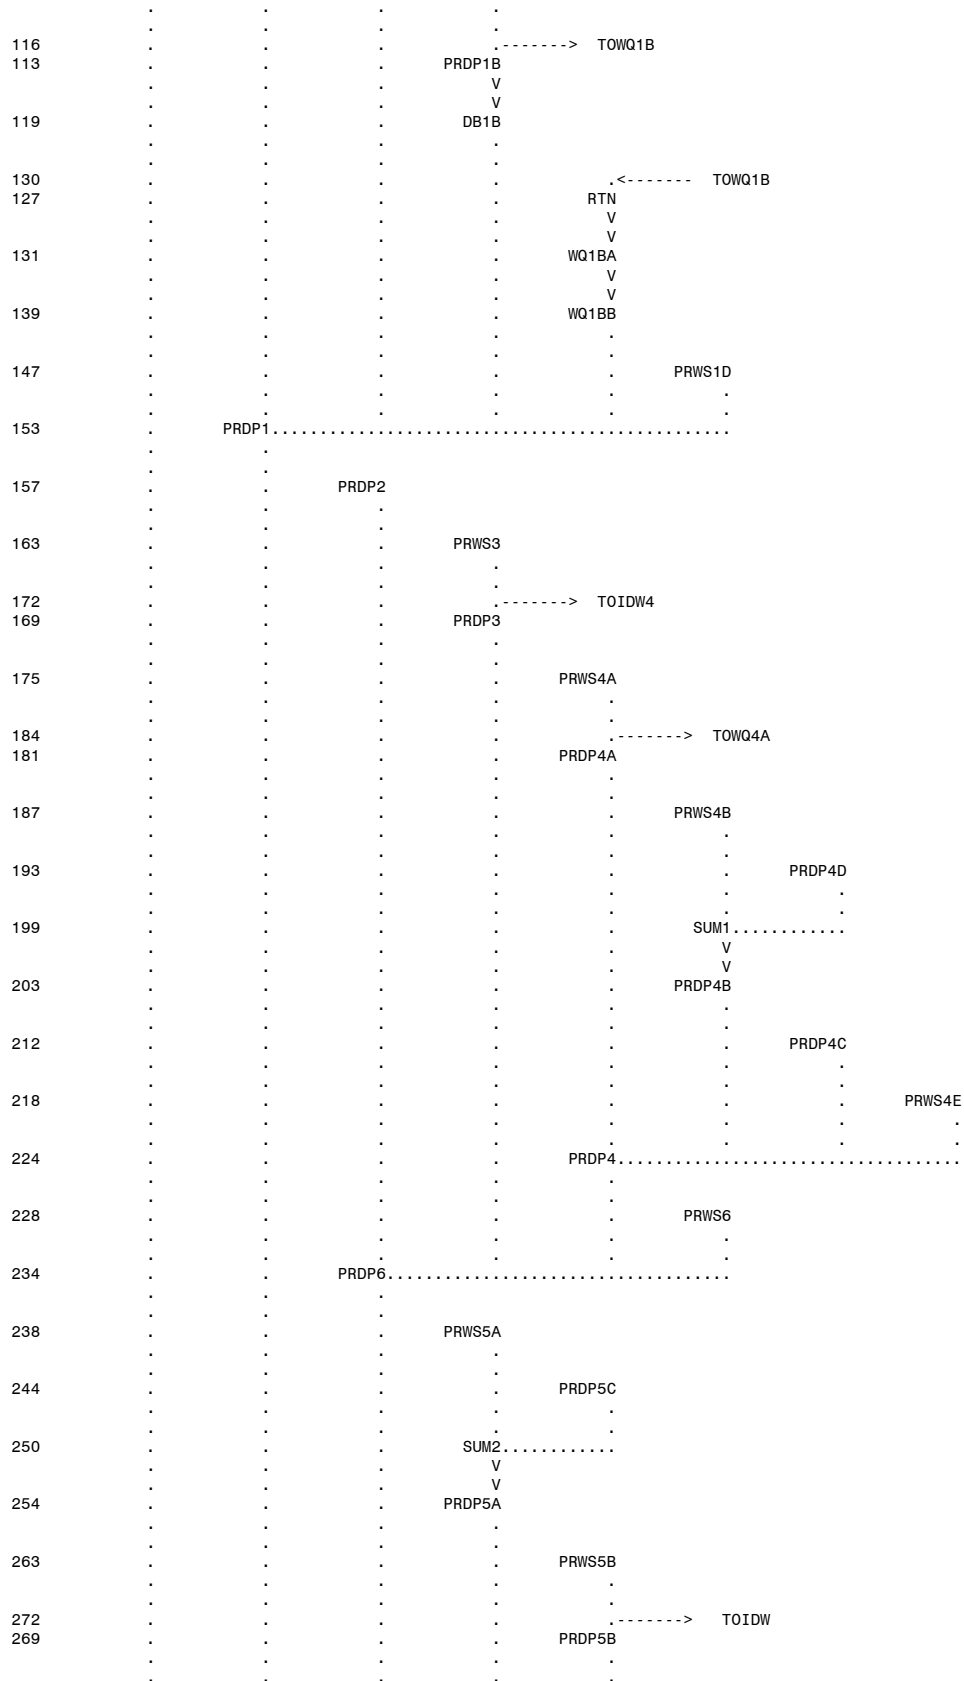 .           .           .           .
            .           .           .           .
116         .           .           .           .------->  TOWQ1B
113         .           .           .      PRDP1B
            .           .           .           V
            .           .           .           V
119         .           .           .        DB1B
            .           .           .           .
            .           .           .           .
130         .           .           .           .           .<-------  TOWQ1B
127         .           .           .           .         RTN
            .           .           .           .           V
            .           .           .           .           V
131         .           .           .           .       WQ1BA
            .           .           .           .           V
            .           .           .           .           V
139         .           .           .           .       WQ1BB
            .           .           .           .           .
            .           .           .           .           .
147         .           .           .           .           .      PRWS1D
            .           .           .           .           .           .
            .           .           .           .           .           .
153         .       PRDP1................................................
            .           .
            .           .
157         .           .       PRDP2
            .           .           .
            .           .           .
163         .           .           .       PRWS3
            .           .           .           .
            .           .           .           .
172         .           .           .           .------->  TOIDW4
169         .           .           .       PRDP3
            .           .           .           .
            .           .           .           .
175         .           .           .           .      PRWS4A
            .           .           .           .           .
            .           .           .           .           .
184         .           .           .           .           .------->  TOWQ4A
181         .           .           .           .      PRDP4A
            .           .           .           .           .
            .           .           .           .           .
187         .           .           .           .           .      PRWS4B
            .           .           .           .           .           .
            .           .           .           .           .           .
193         .           .           .           .           .           .      PRDP4D
            .           .           .           .           .           .           .
            .           .           .           .           .           .           .
199         .           .           .           .           .        SUM1............
            .           .           .           .           .           V
            .           .           .           .           .           V
203         .           .           .           .           .      PRDP4B
            .           .           .           .           .           .
            .           .           .           .           .           .
212         .           .           .           .           .           .      PRDP4C
            .           .           .           .           .           .           .
            .           .           .           .           .           .           .
218         .           .           .           .           .           .           .      PRWS4E
            .           .           .           .           .           .           .           .
            .           .           .           .           .           .           .           .
224         .           .           .           .       PRDP4....................................
            .           .           .           .           .
            .           .           .           .           .
228         .           .           .           .           .       PRWS6
            .           .           .           .           .           .
            .           .           .           .           .           .
234         .           .       PRDP6....................................
            .           .           .
            .           .           .
238         .           .           .      PRWS5A
            .           .           .           .
            .           .           .           .
244         .           .           .           .      PRDP5C
            .           .           .           .           .
            .           .           .           .           .
250         .           .           .        SUM2............
            .           .           .           V
            .           .           .           V
254         .           .           .      PRDP5A
            .           .           .           .
            .           .           .           .
263         .           .           .           .      PRWS5B
            .           .           .           .           .
            .           .           .           .           .
272         .           .           .           .           .------->   TOIDW
269         .           .           .           .      PRDP5B
            .           .           .           .           .
            .           .           .           .           .